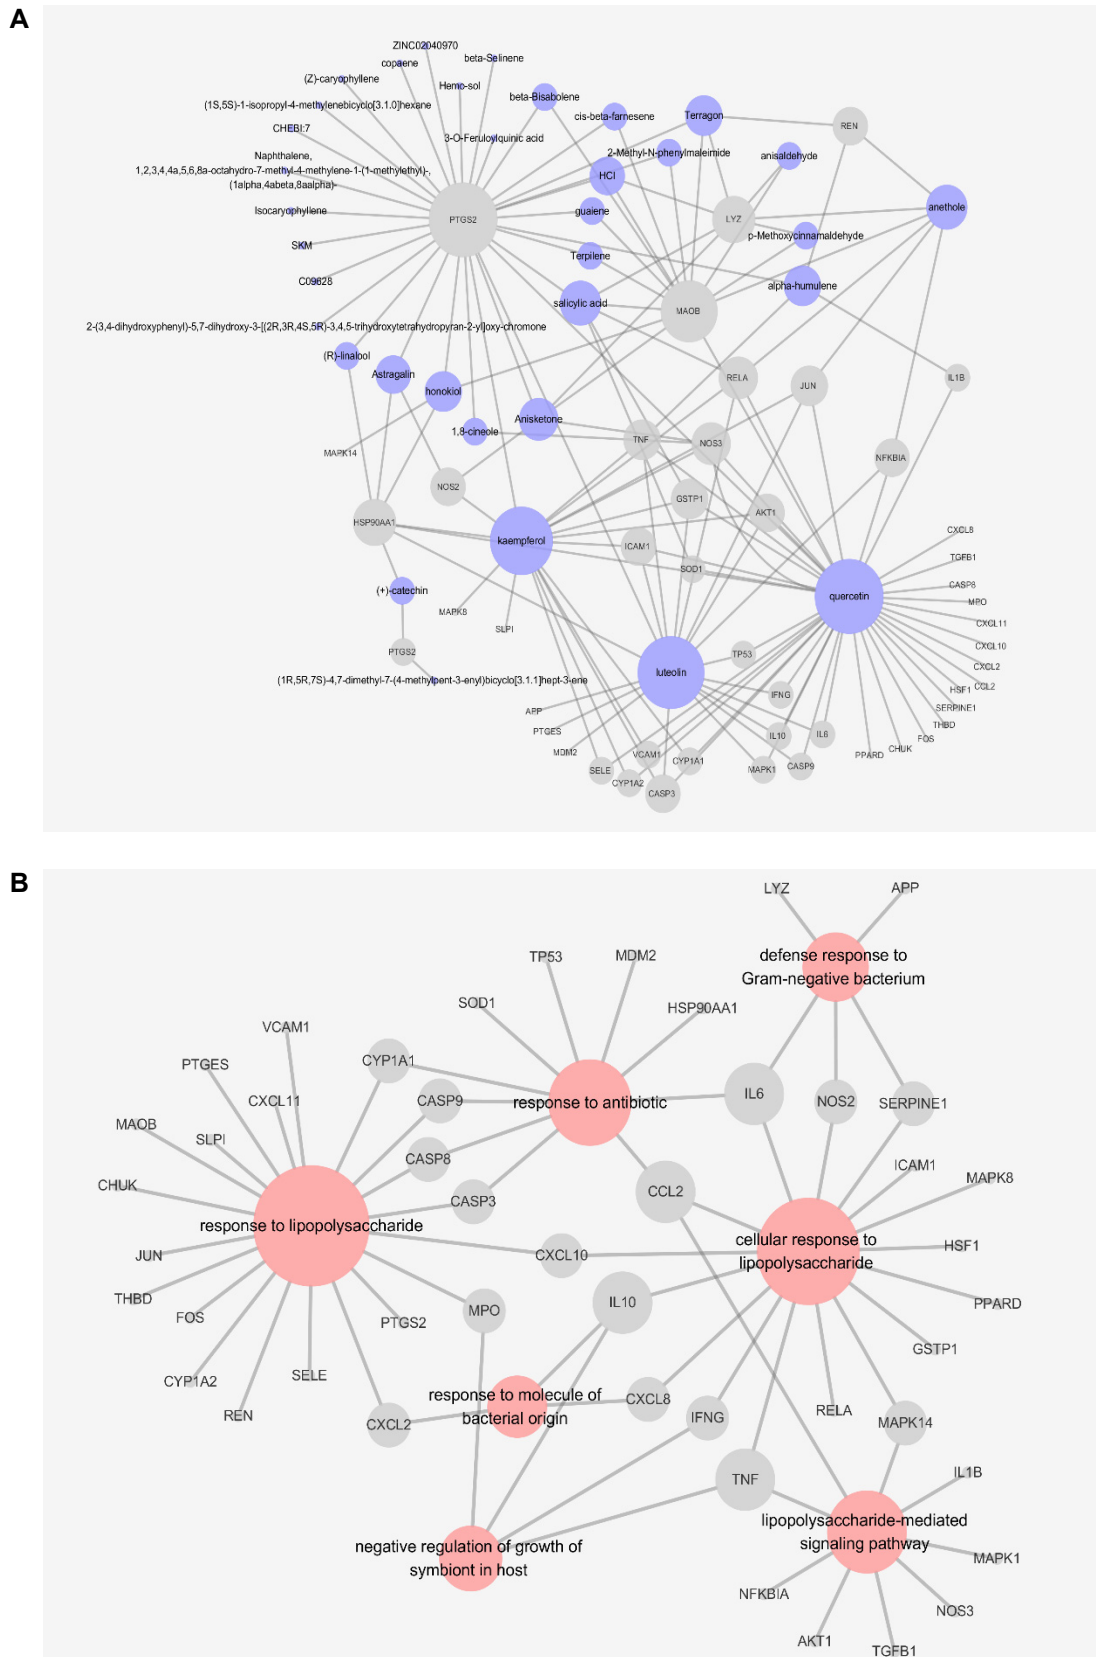 A
ZINC02040970
copaene
beta-Selinene
(Z)-caryophyllene
Hemo-sol
beta-Bisabolene
(1S,5S)-1-isopropyl-4-methylenebicyclo[3.1.0]hexane
cis-beta-farnesene
Terragon
REN
CHEBI:7
3-O-Feruloylquinic acid
2-Methyl-N-phenylmaleimide
anisaldehyde
Naphthalene,
1,2,3,4,4a,5,6,8a-octahydro-7-methyl-4-methylene-1-(1-methylethyl)-,
(1alpha,4abeta,8aalpha)-
HCI
Isocaryophyllene
PTGS2
guaiene
LYZ
anethole
p-Methoxycinnamaldehyde
SKM
Terpilene
C09628
salicylic acid
alpha-humulene
MAOB
2-(3,4-dihydroxyphenyl)-5,7-dihydroxy-3-[(2R,3R,4S,5R)-3,4,5-trihydroxytetrahydropyran-2-yl]oxy-chromone
(R)-linalool
Astragalin
honokiol
RELA
JUN
IL1B
Anisketone
1,8-cineole
TNF
NOS3
MAPK14
NFKBIA
NOS2
GSTP1
AKT1
HSP90AA1
kaempferol
ICAM1
CXCL8
TGFB1
SOD1
(+)-catechin
quercetin
CASP8
MPO
MAPK8
SLPI
CXCL11
CXCL10
PTGS2
TP53
luteolin
CXCL2
(1R,5R,7S)-4,7-dimethyl-7-(4-methylpent-3-enyl)bicyclo[3.1.1]hept-3-ene
CCL2
HSF1
IFNG
SERPINE1
APP
THBD
PTGES
IL10
IL6
FOS
MDM2
VCAM1
CYP1A1
CHUK
PPARD
SELE
MAPK1
CASP9
CYP1A2
CASP3
B
LYZ
APP
TP53
MDM2
defense response to
Gram-negative bacterium
SOD1
HSP90AA1
VCAM1
CYP1A1
PTGES
CXCL11
CASP9
response to antibiotic
IL6
NOS2
SERPINE1
MAOB
SLPI
CASP8
ICAM1
MAPK8
CHUK
CASP3
CCL2
response to lipopolysaccharide
cellular response to
lipopolysaccharide
HSF1
JUN
CXCL10
THBD
FOS
PTGS2
MPO
IL10
PPARD
GSTP1
CYP1A2
SELE
response to molecule of
bacterial origin
CXCL8
REN
CXCL2
IFNG
RELA
MAPK14
TNF
IL1B
lipopolysaccharide-mediated
signaling pathway
negative regulation of growth of
symbiont in host
MAPK1
NFKBIA
NOS3
AKT1
TGFB1